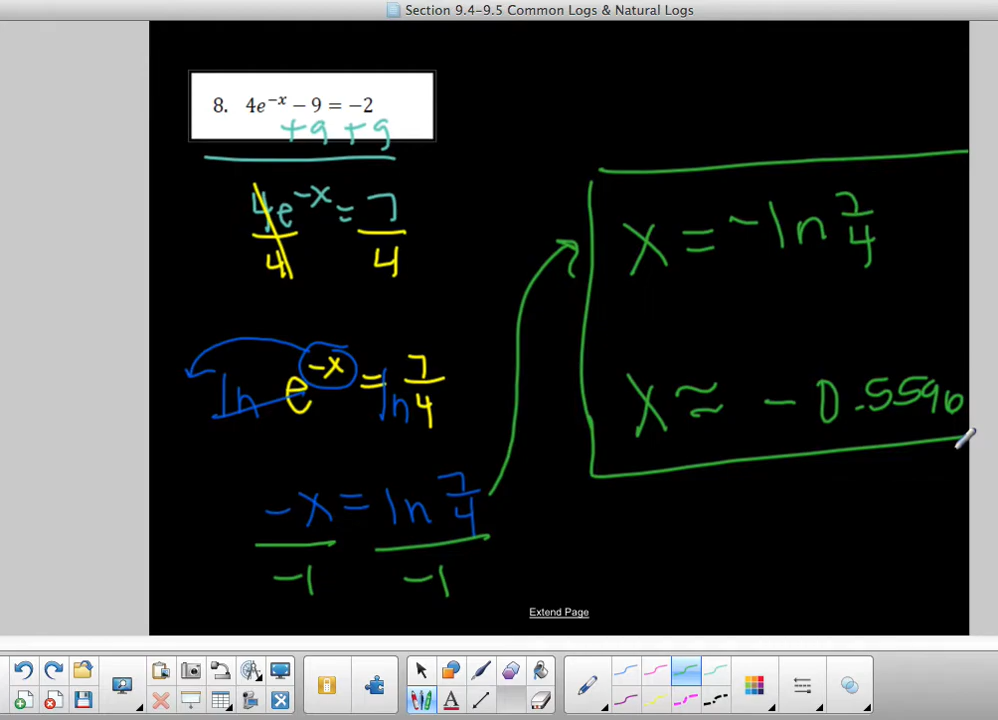 Section 9.4-9.5 Common Logs & Natural Logs
8. 4e^{-x} − 9 = −2
+9 +9
4e^{-x} = 7
4 4
ln e^{-x} = ln 7/4
-x = ln 7/4
-1 -1
x = -ln 7/4
x ≈ -0.5596
Extend Page